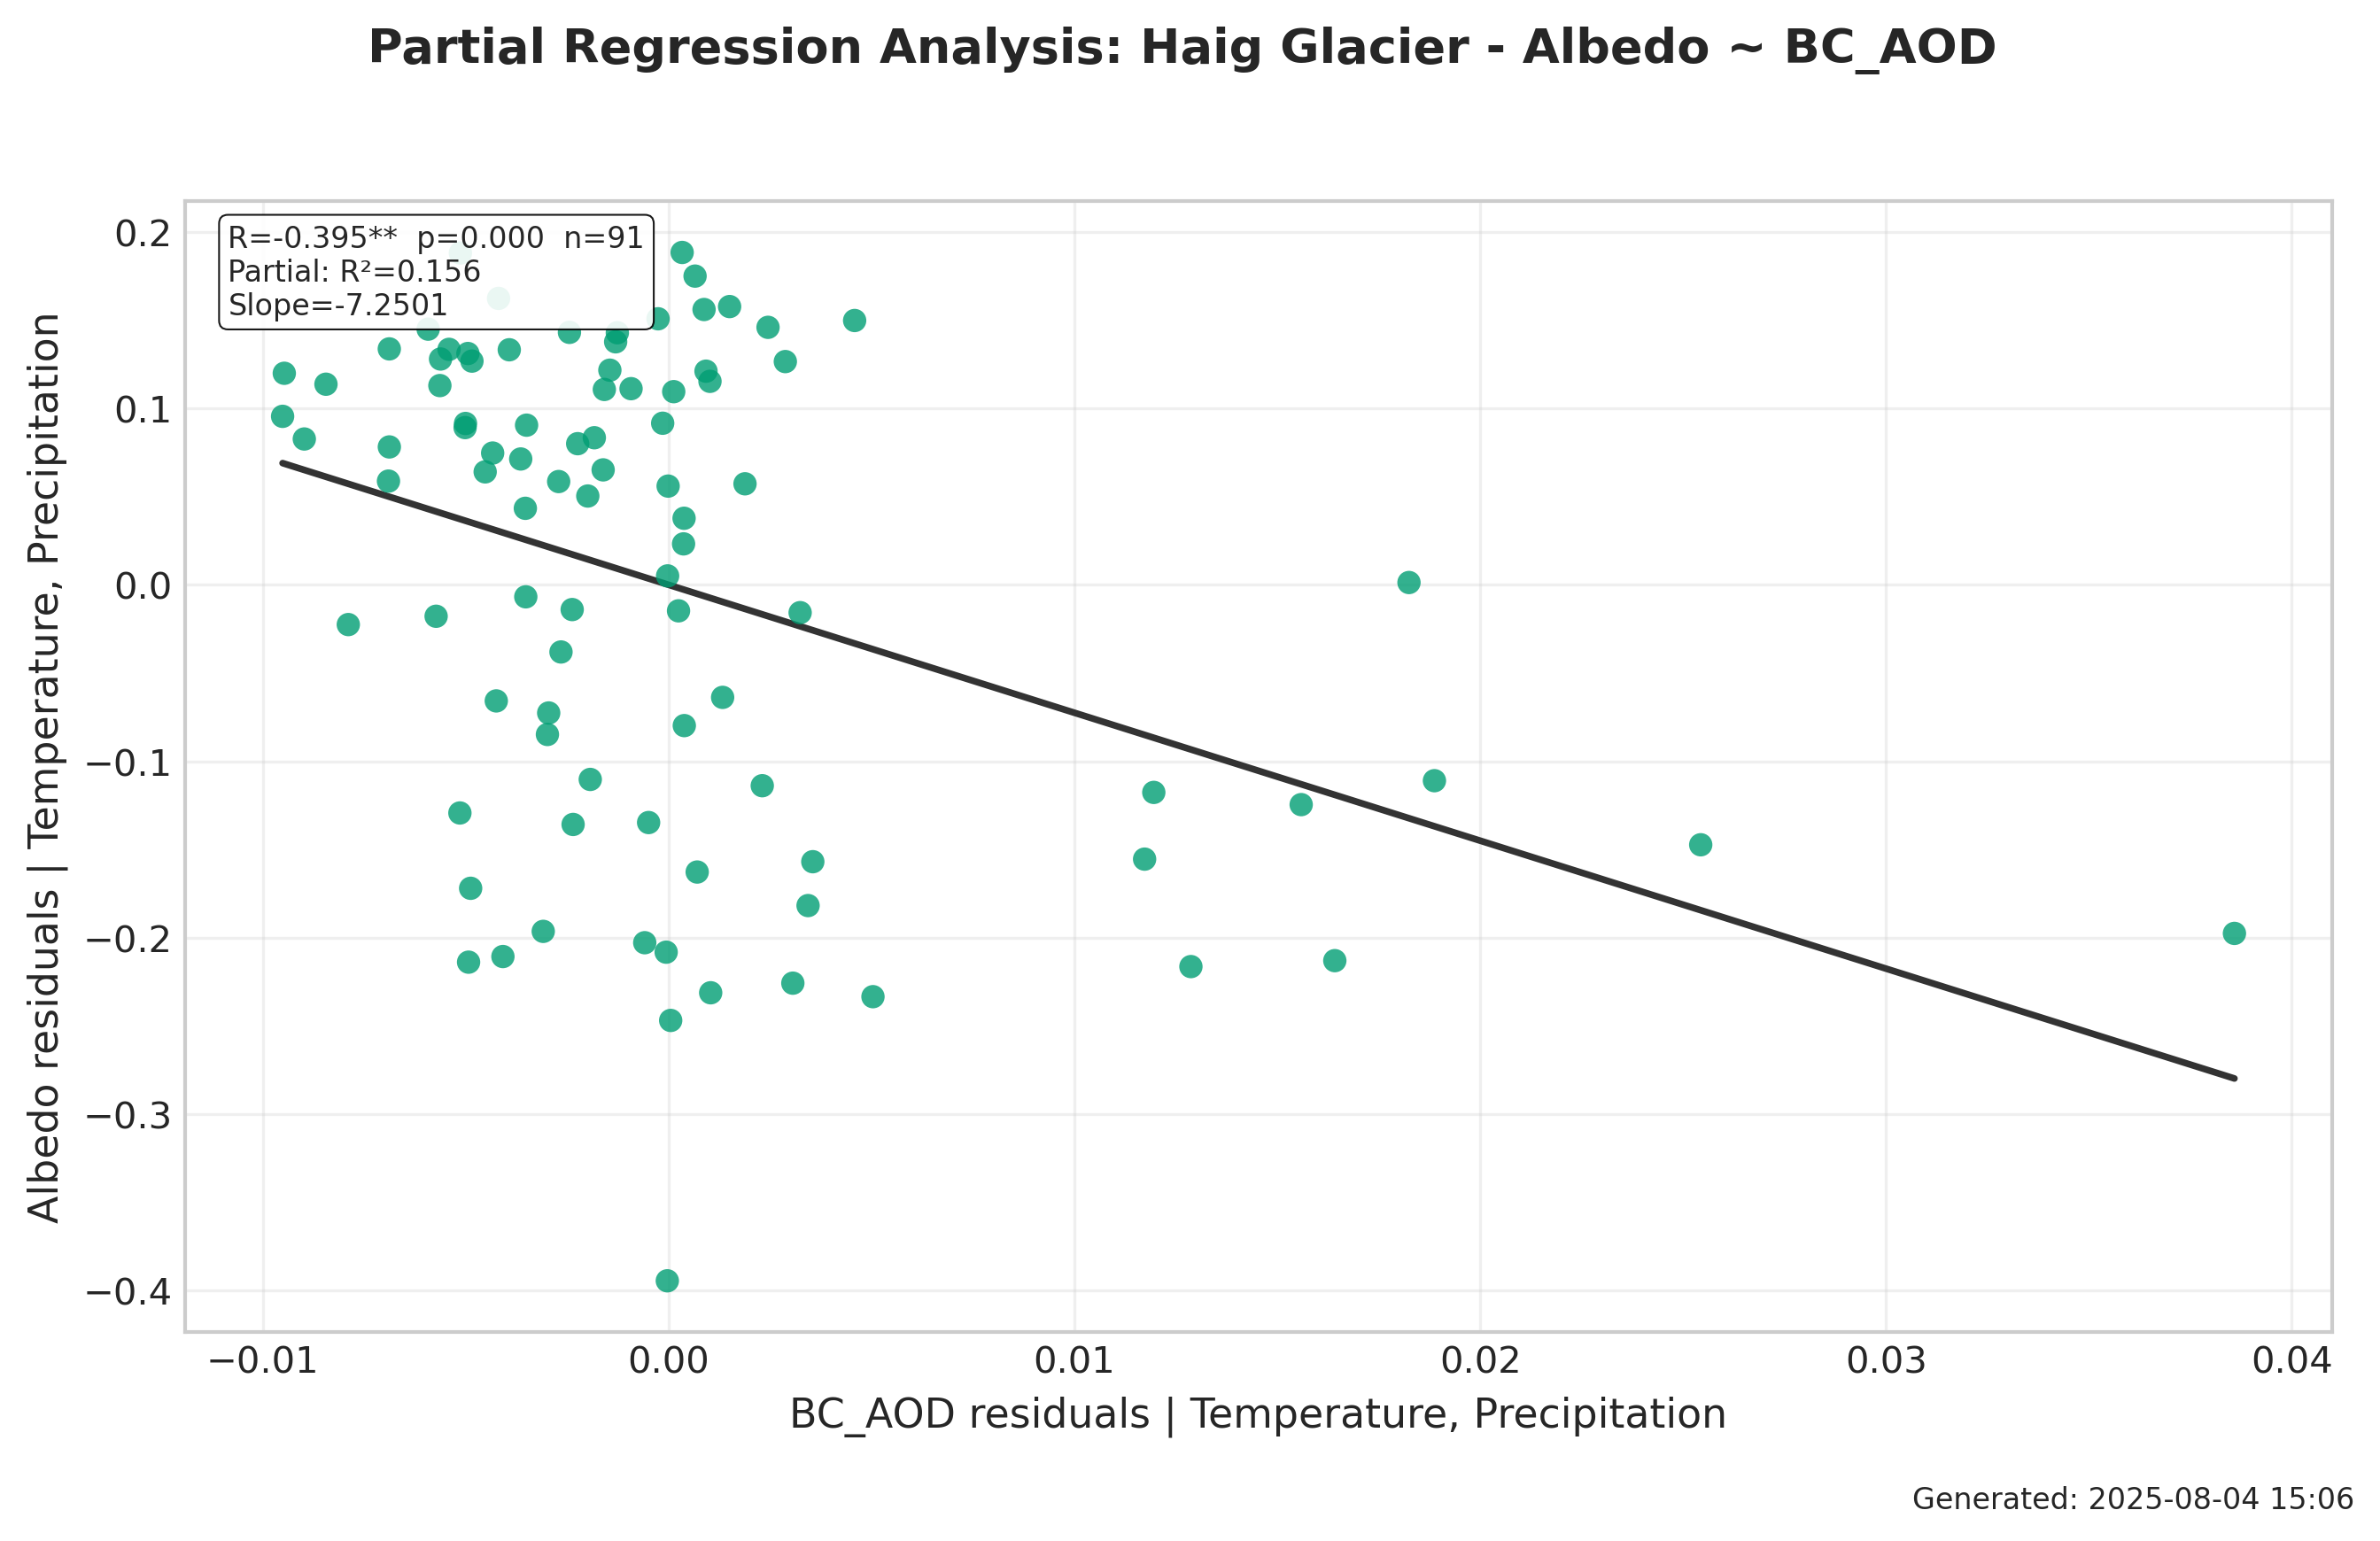 Partial Regression Analysis: Haig Glacier - Albedo ~ BC_AOD
R=-0.395**  p=0.000  n=91
Partial: R²=0.156
Slope=-7.2501
Albedo residuals | Temperature, Precipitation
0.2
0.1
0.0
−0.1
−0.2
−0.3
−0.4
−0.01
0.00
0.01
0.02
0.03
0.04
BC_AOD residuals | Temperature, Precipitation
Generated: 2025-08-04 15:06